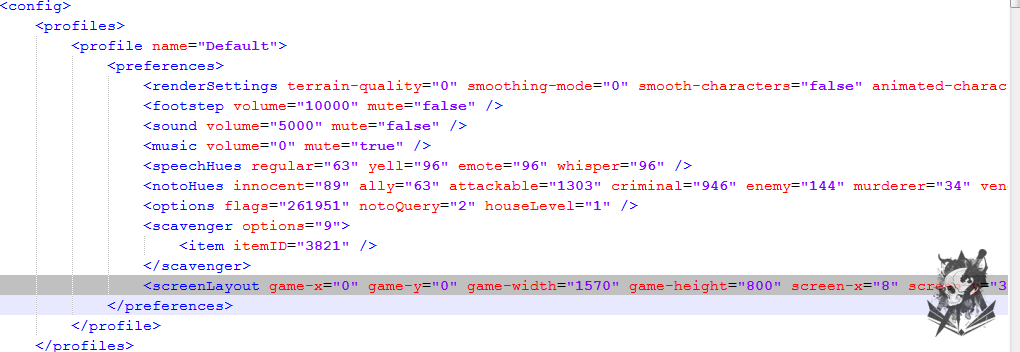 <config>
<profiles>
<profile name="Default">
<preferences>
<renderSettings terrain-quality="0" smoothing-mode="0" smooth-characters="false" animated-charac
<footstep volume="10000" mute="false" />
<sound volume="5000" mute="false" />
<music volume="0" mute="true" />
<speechHues regular="63" yell="96" emote="96" whisper="96" />
<notoHues innocent="89" ally="63" attackable="1303" criminal="946" enemy="144" murderer="34" ven
<options flags="261951" notoQuery="2" houseLevel="1" />
<scavenger options="9">
<item itemID="3821" />
</scavenger>
<screenLayout game-x="0" game-y="0" game-width="1570" game-height="800" screen-x="8"
</preferences>
</profile>
</profiles>